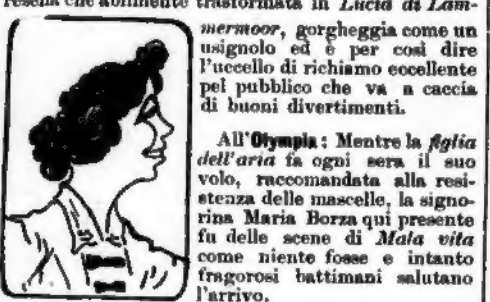 resella che abilmente trasformata in Lucia di Lam-
mermoor, gorgheggia come un
usignolo ed è per così dire
l'uccello di richiamo eccellente
pel pubblico che va a caccia
di buoni divertimenti.
All'Olympia: Mentre la figlia
dell'aria fa ogni sera il suo
volo, raccomandata alla resi-
stenza delle mascelle, la signo-
rina Maria Borza qui presente
fu delle scene di Mala vita
come niente fosse e intanto
fragorosi battimani salutano
l'arrivo.